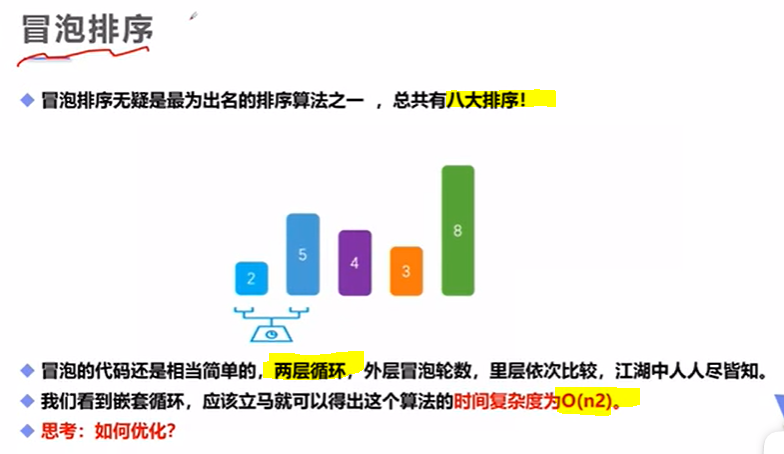 冒泡排序
冒泡排序无疑是最为出名的排序算法之一 ，总共有八大排序！
2
5
4
3
8
冒泡的代码还是相当简单的，两层循环，外层冒泡轮数，里层依次比较，江湖中人人尽皆知。
我们看到嵌套循环，应该立马就可以得出这个算法的时间复杂度为O(n2)。
思考：如何优化？